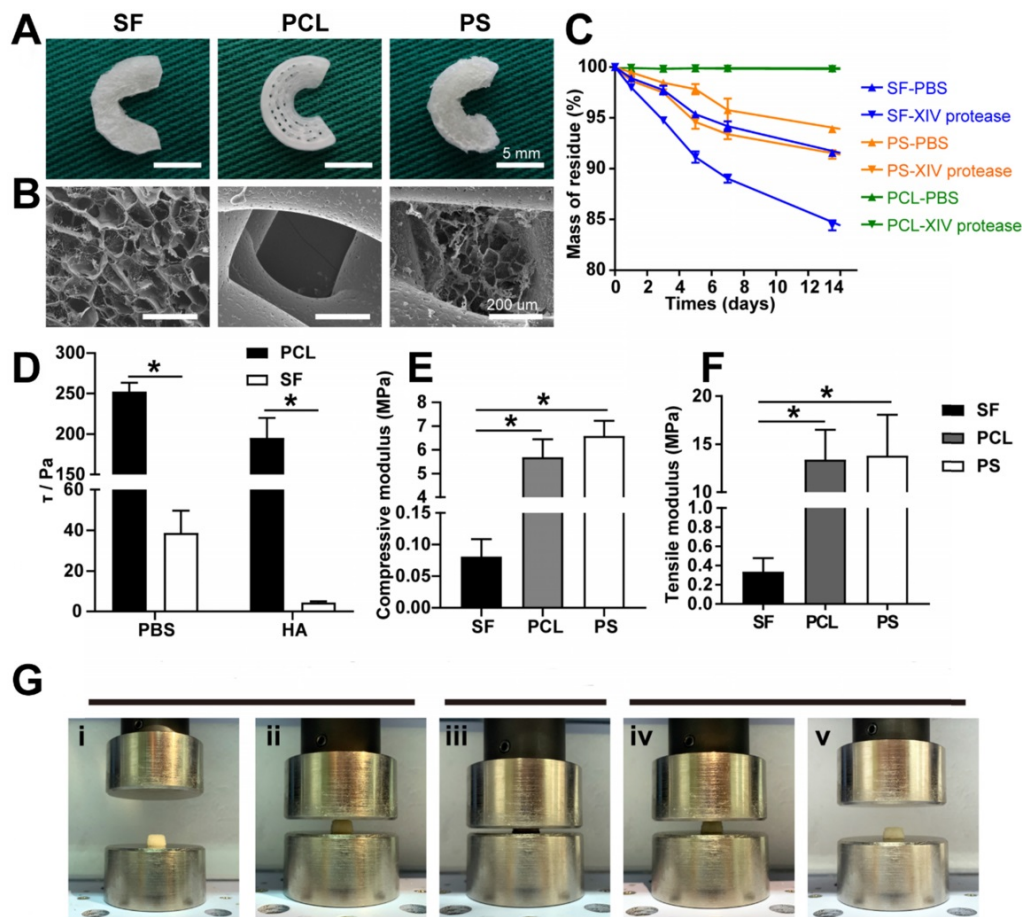 A
SF
PCL
PS
5 mm
B
200 um
C
Mass of residue (%)
100
95
90
85
80
0
2
4
6
8
10
12
14
Times (days)
SF-PBS
SF-XIV protease
PS-PBS
PS-XIV protease
PCL-PBS
PCL-XIV protease
D
τ / Pa
300
250
200
150
60
40
20
0
PBS
HA
PCL
SF
*
*
E
Compressive modulus (MPa)
8
7
6
5
4
0.15
0.10
0.05
0.00
SF
PCL
PS
*
*
F
Tensile modulus (MPa)
20
15
10
5
1.0
0.8
0.6
0.4
0.2
0.0
SF
PCL
PS
*
*
SF
PCL
PS
G
i
ii
iii
iv
v